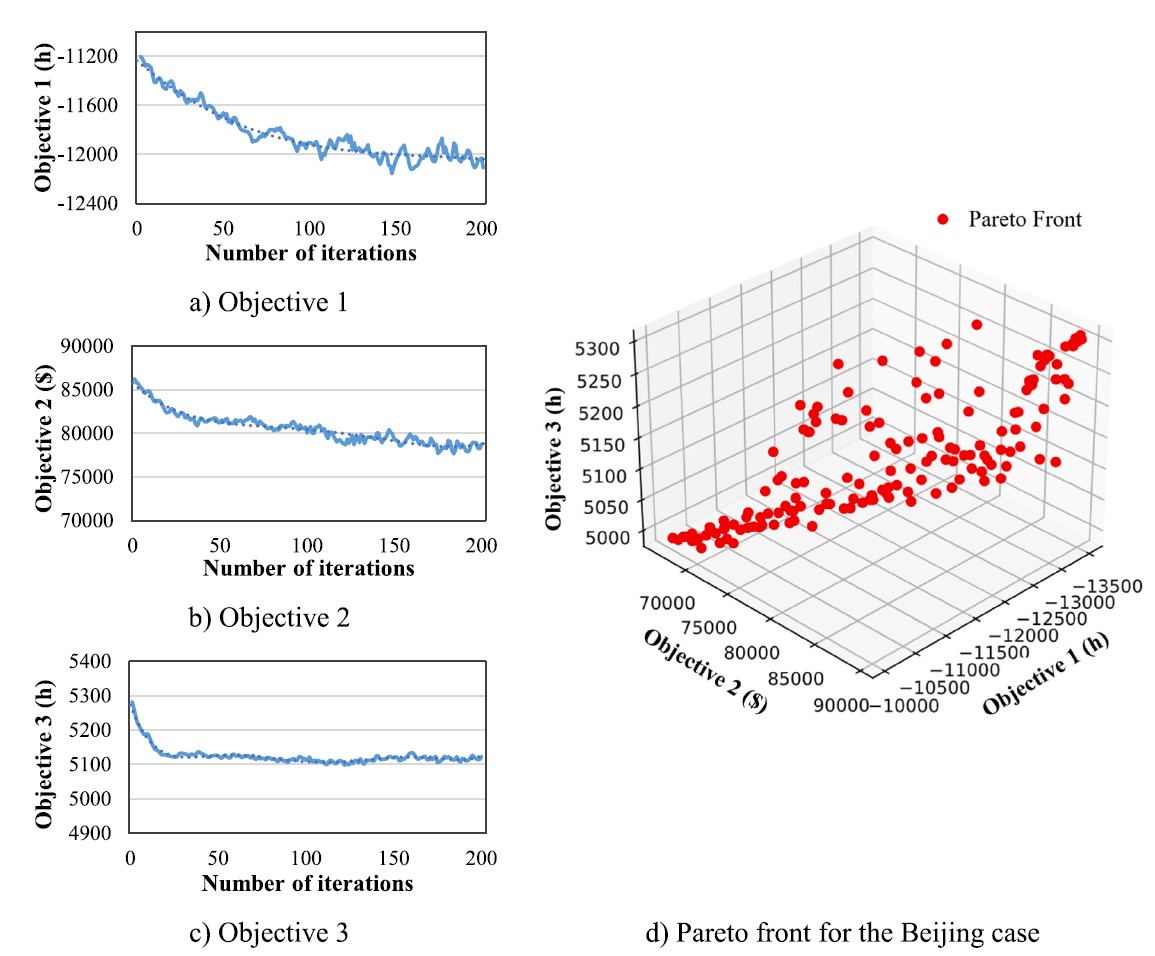 -11200
-11600
-12000
-12400
Objective 1 (h)
0 50 100 150 200
Number of iterations
a) Objective 1
90000
85000
80000
75000
70000
Objective 2 ($)
0 50 100 150 200
Number of iterations
b) Objective 2
5400
5300
5200
5100
5000
4900
Objective 3 (h)
0 50 100 150 200
Number of iterations
c) Objective 3
Pareto Front
5300
5250
5200
5150
5100
5050
5000
Objective 3 (h)
70000
75000
80000
85000
90000
Objective 2 ($)
−13500
−13000
−12500
−12000
−11500
−11000
−10500
−10000
Objective 1 (h)
d) Pareto front for the Beijing case